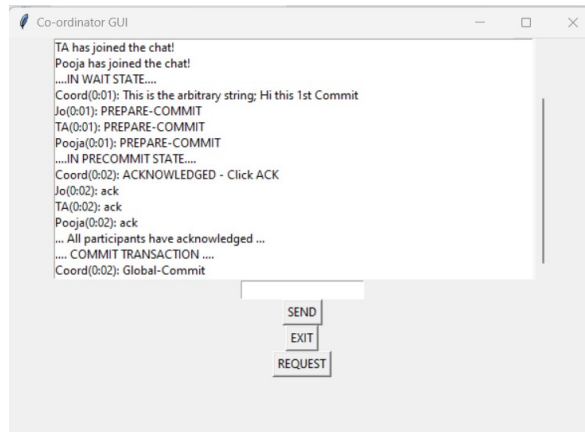 Co-ordinator GUI
TA has joined the chat!
Pooja has joined the chat!
....IN WAIT STATE....
Coord(0:01): This is the arbitrary string; Hi this 1st Commit
Jo(0:01): PREPARE-COMMIT
TA(0:01): PREPARE-COMMIT
Pooja(0:01): PREPARE-COMMIT
....IN PRECOMMIT STATE....
Coord(0:02): ACKNOWLEDGED - Click ACK
Jo(0:02): ack
TA(0:02): ack
Pooja(0:02): ack
... All participants have acknowledged ...
.... COMMIT TRANSACTION ....
Coord(0:02): Global-Commit
SEND
EXIT
REQUEST